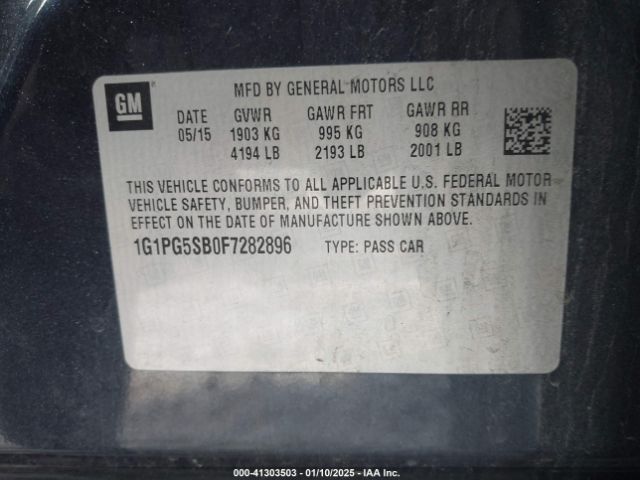 GM
MFD BY GENERAL MOTORS LLC
DATE GVWR GAWR FRT GAWR RR
05/15 1903 KG 995 KG 908 KG
4194 LB 2193 LB 2001 LB
THIS VEHICLE CONFORMS TO ALL APPLICABLE U.S. FEDERAL MOTOR
VEHICLE SAFETY, BUMPER, AND THEFT PREVENTION STANDARDS IN
EFFECT ON THE DATE OF MANUFACTURE SHOWN ABOVE.
1G1PG5SB0F7282896 TYPE: PASS CAR
000-41303503 - 01/10/2025 - IAA Inc.